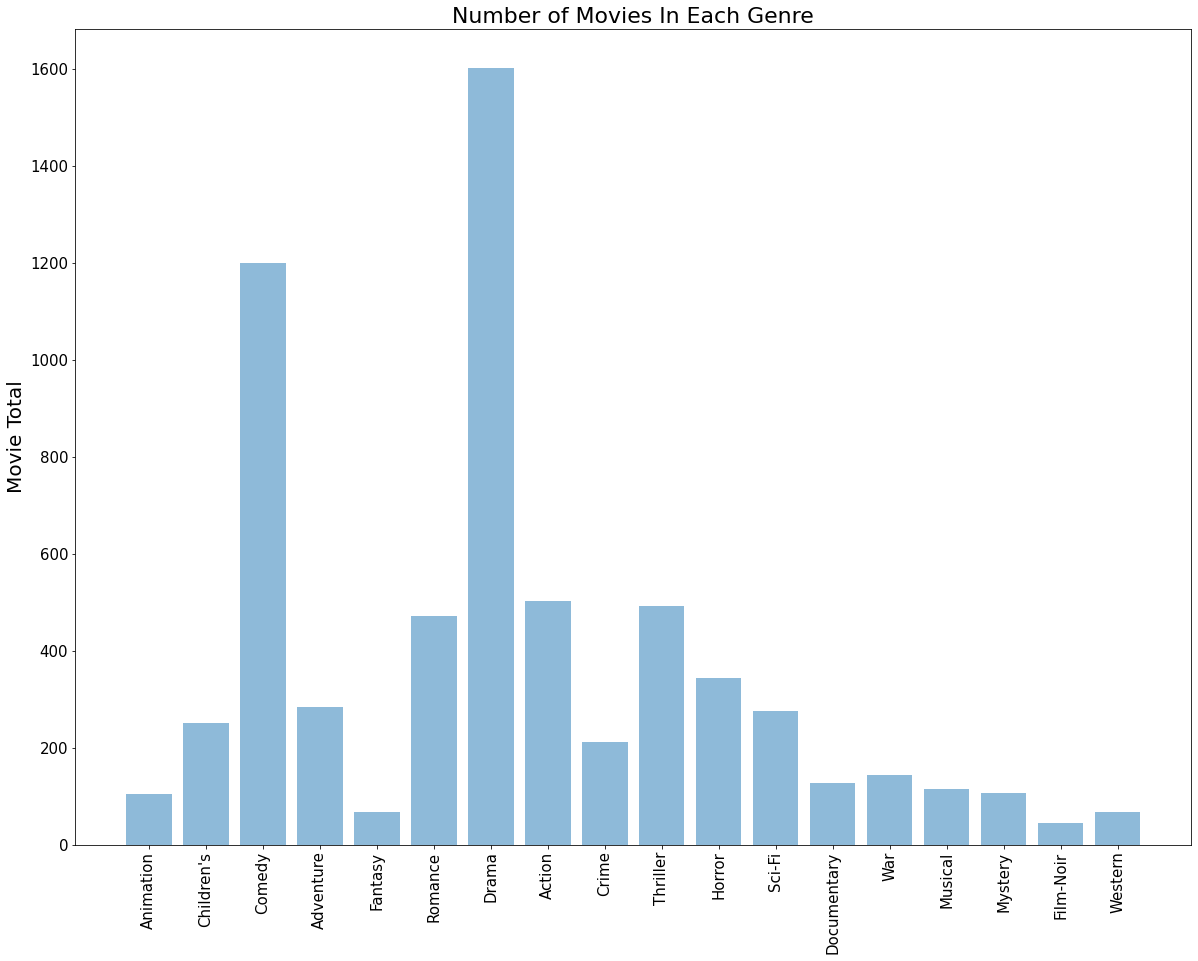 Number of Movies In Each Genre
Movie Total
1600
1400
1200
1000
800
600
400
200
0
Animation
Children's
Comedy
Adventure
Fantasy
Romance
Drama
Action
Crime
Thriller
Horror
Sci-Fi
Documentary
War
Musical
Mystery
Film-Noir
Western